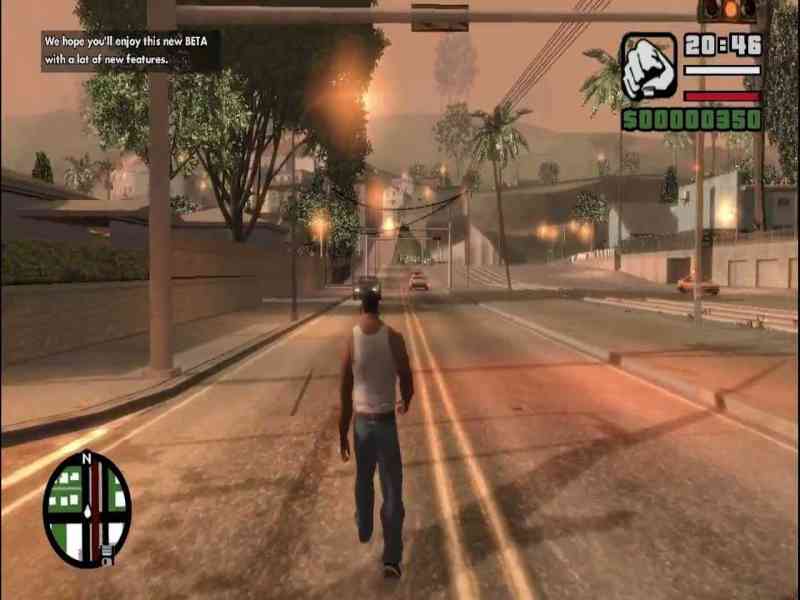 We hope you'll enjoy this new BETA
with a lot of new features.
20:46
$00000350
N